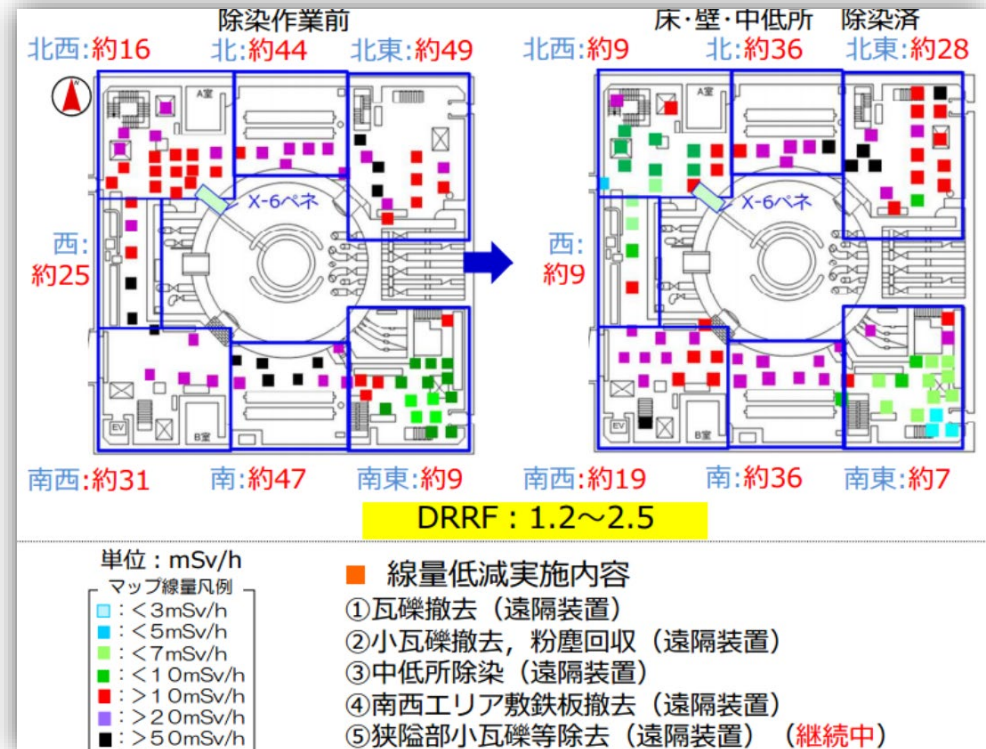 除染作業前
北西:約16
北:約44
北東:約49
A室
X-6ペネ
西:
約25
EV
B室
南西:約31
南:約47
南東:約9
床・壁・中低所 除染済
北西:約9
北:約36
北東:約28
A室
X-6ペネ
西:
約9
EV
B室
南西:約19
南:約36
南東:約7
DRRF：1.2～2.5
単位：mSv/h
マップ線量凡例
：＜3mSv/h
：＜5mSv/h
：＜7mSv/h
：＜10mSv/h
：＞10mSv/h
：＞20mSv/h
：＞50mSv/h
■ 線量低減実施内容
①瓦礫撤去（遠隔装置）
②小瓦礫撤去，粉塵回収（遠隔装置）
③中低所除染（遠隔装置）
④南西エリア敷鉄板撤去（遠隔装置）
⑤狭隘部小瓦礫等除去（遠隔装置）（継続中）